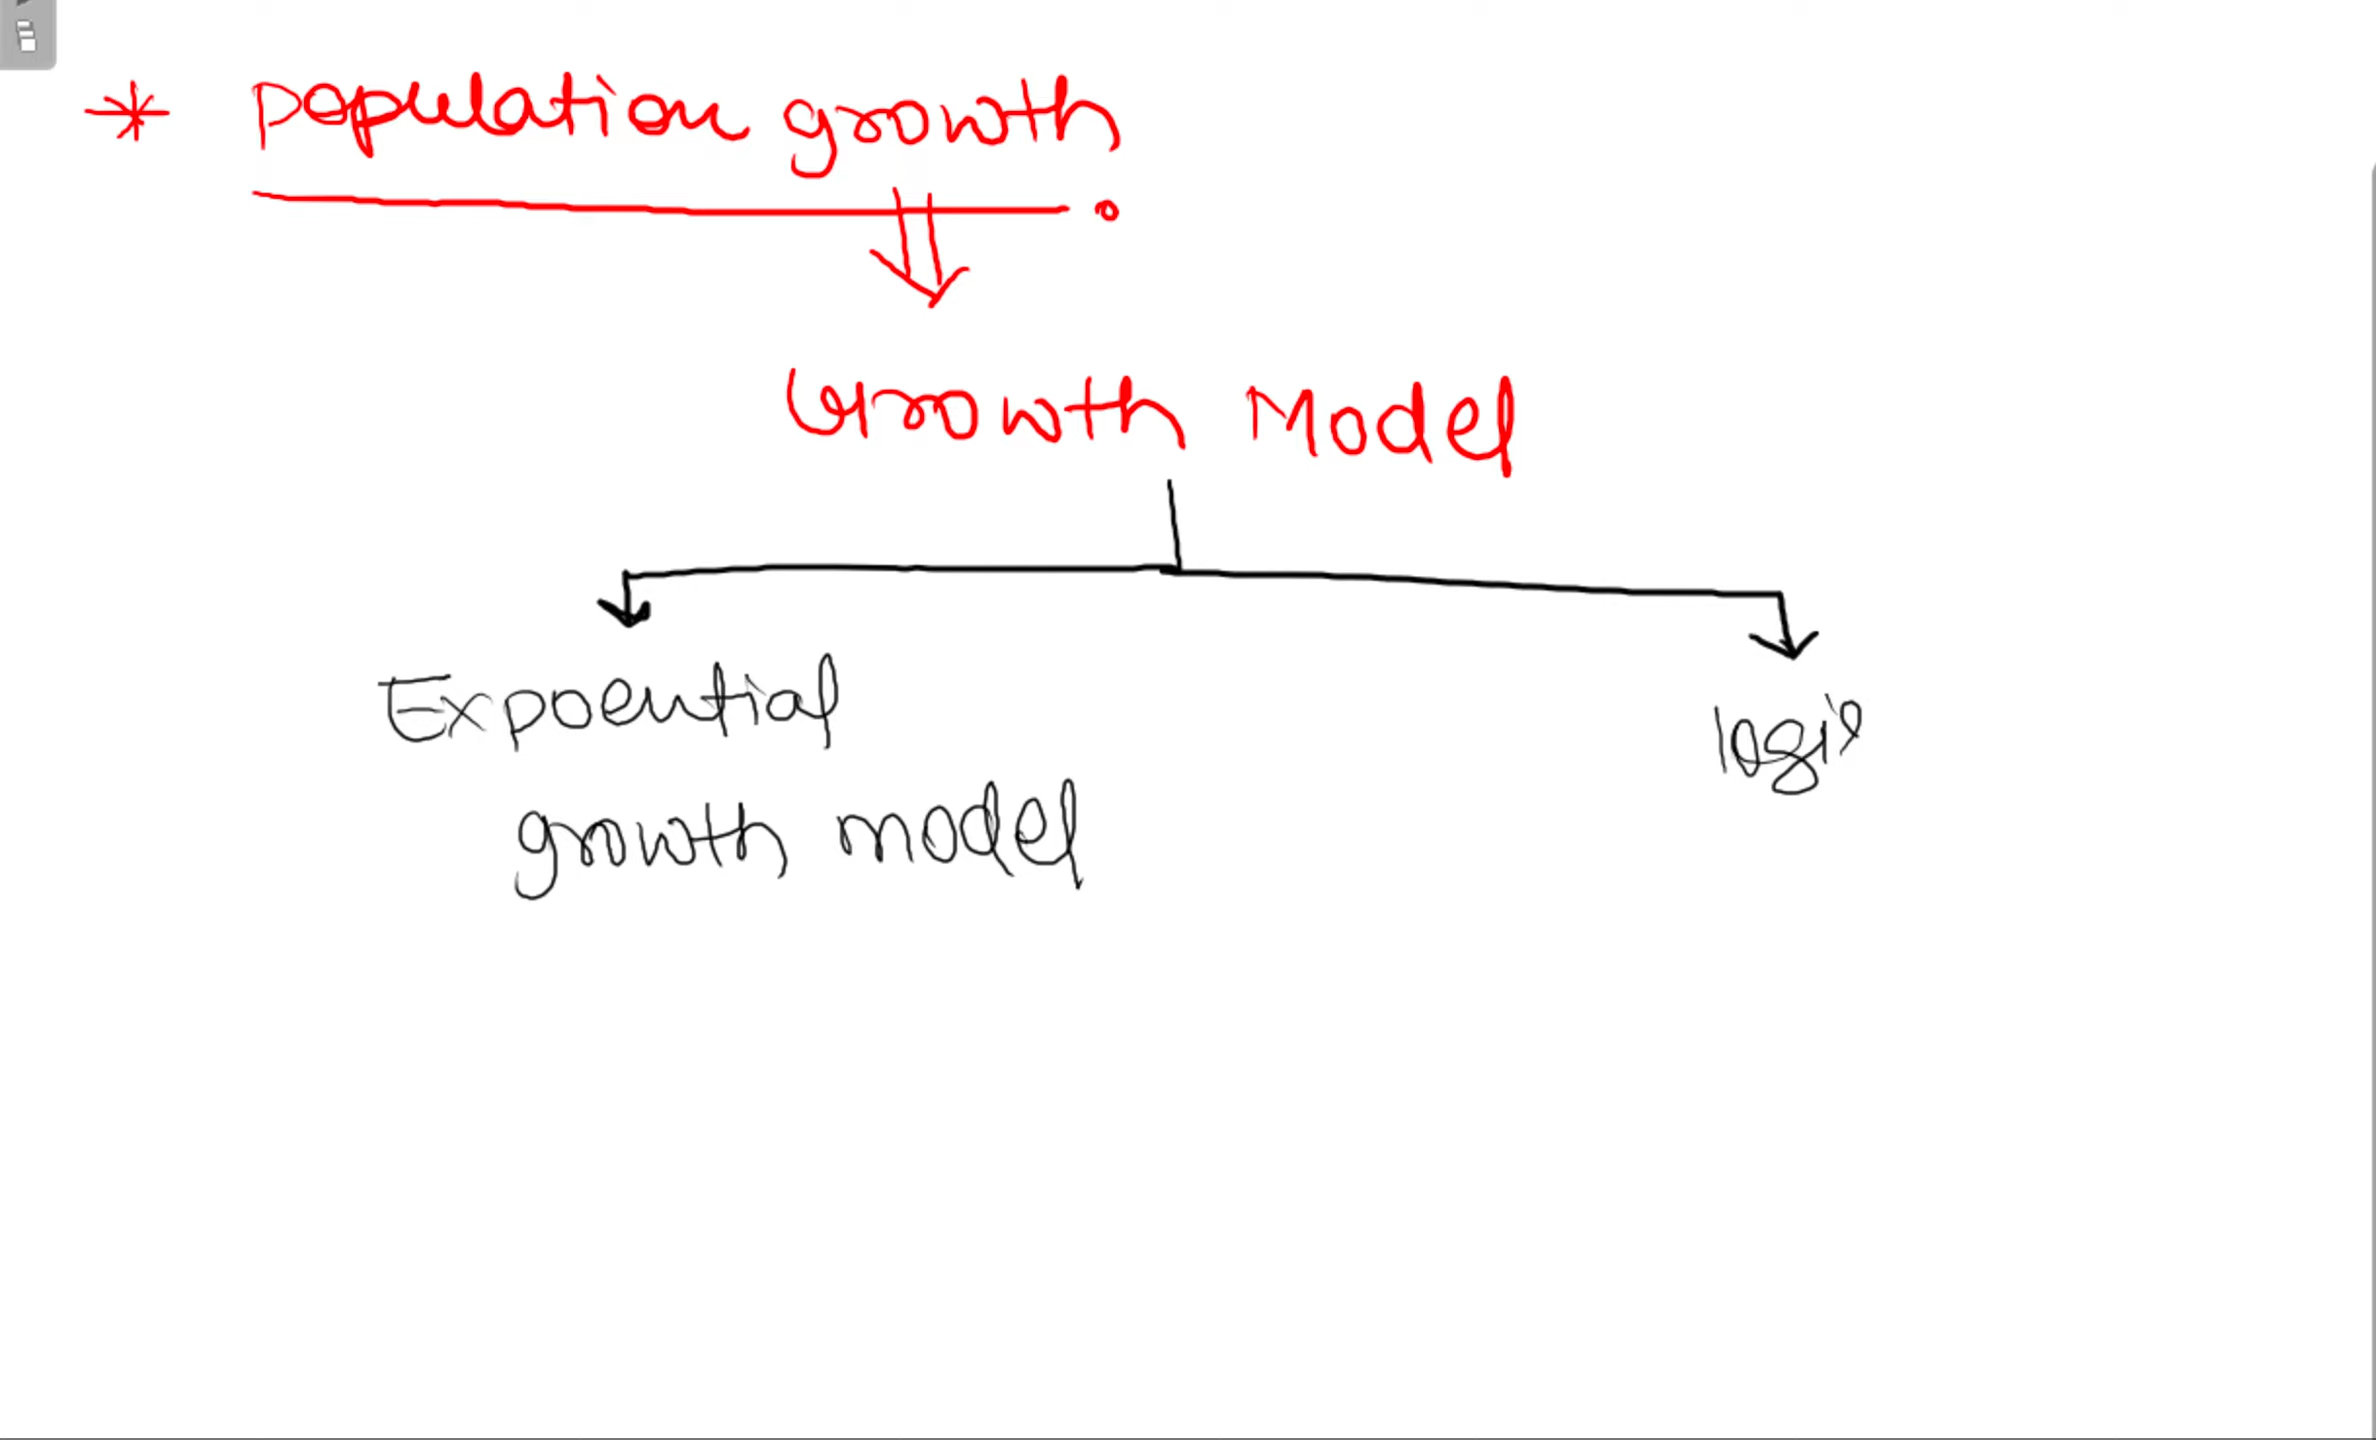 * Population growth
Growth Model
Expoential
growth model
logis